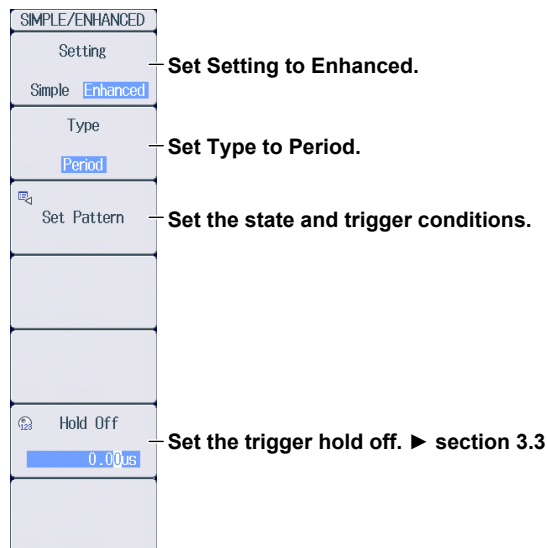 SIMPLE/ENHANCED
Setting
Simple Enhanced
Set Setting to Enhanced.
Type
Period
Set Type to Period.
Set Pattern
Set the state and trigger conditions.
123
Hold Off
0.00us
Set the trigger hold off. ► section 3.3